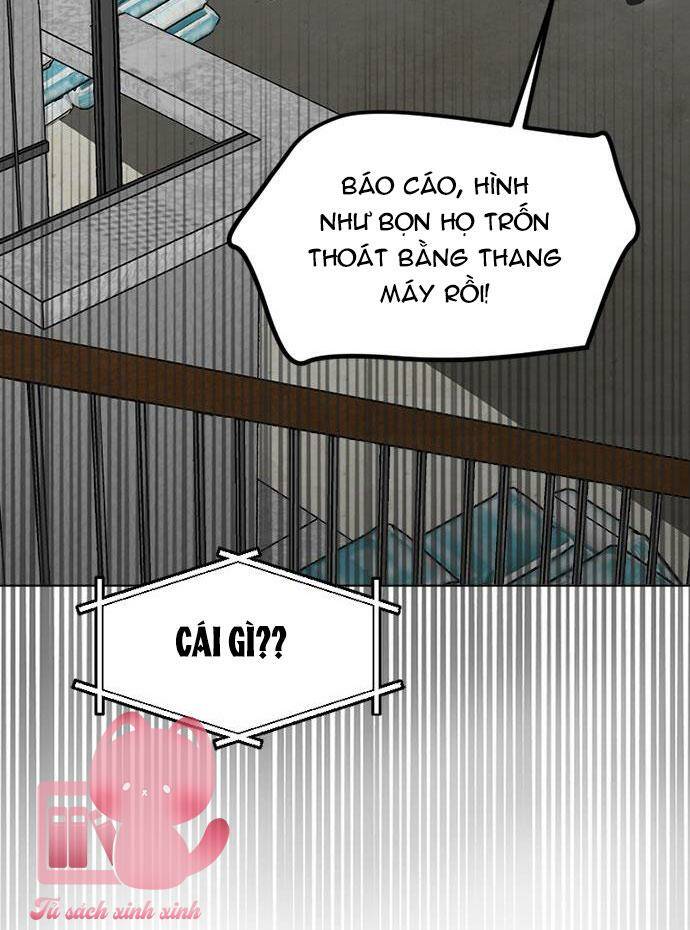 BÁO CÁO, HÌNH
NHƯ BỌN HỌ TRỐN
THOÁT BẰNG THANG
MÁY RỒI!
CÁI GÌ??
Tủ sách xinh xinh